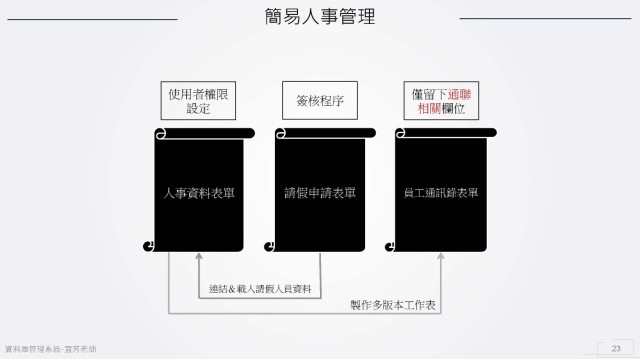 簡易人事管理
使用者權限
設定
簽核程序
僅留下通聯
相關欄位
人事資料表單
請假申請表單
員工通訊錄表單
連結＆載入請假人員資料
製作多版本工作表
資料庫管理系統-宜芳老師
23